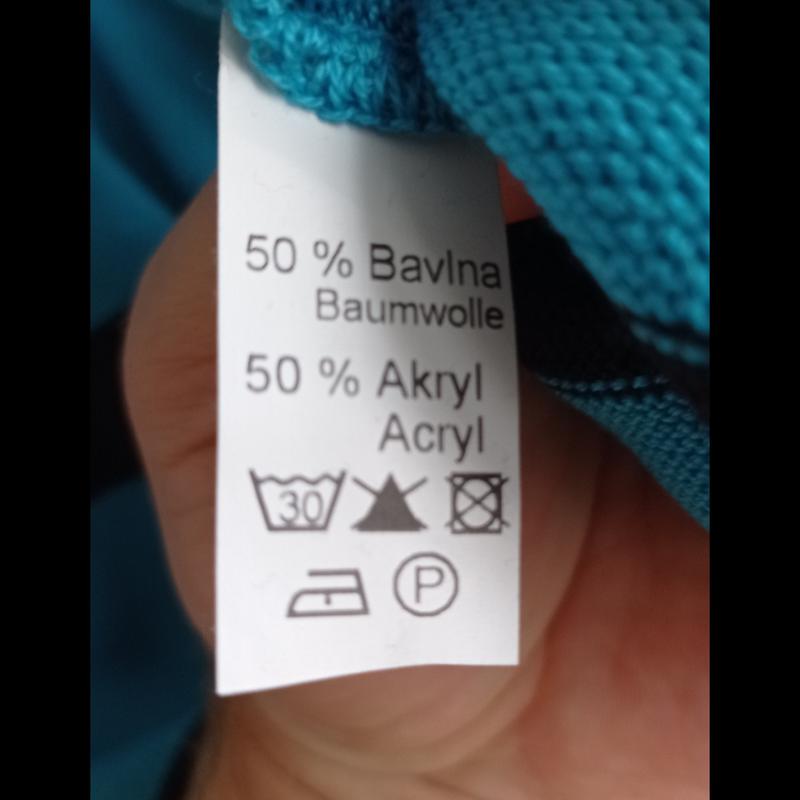 50 % Bavlna
Baumwolle
50 % Akryl
Acryl
30
P